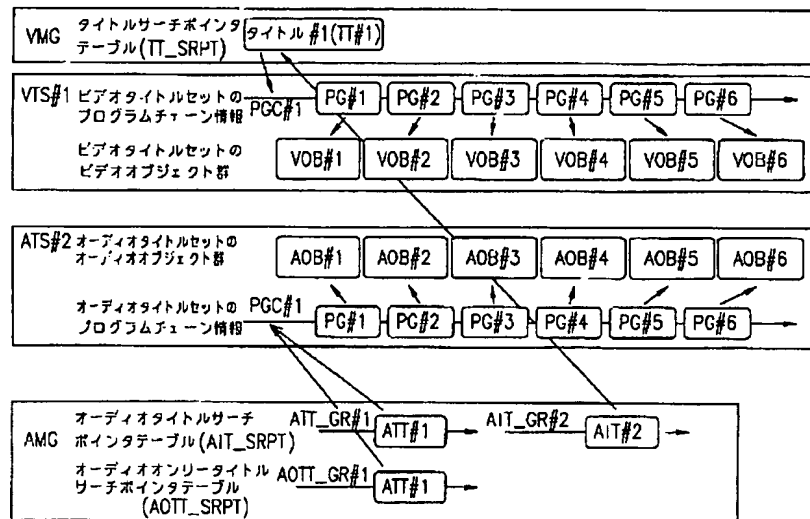 VMG タイトルサーチポインタ
テーブル(TT_SRPT)
タイトル #1(TT#1)
VTS#1 ビデオタイトルセットの
プログラムチェーン情報
PGC#1 PG#1 PG#2 PG#3 PG#4 PG#5 PG#6
ビデオタイトルセットの
ビデオオブジェクト群
VOB#1 VOB#2 VOB#3 VOB#4 VOB#5 VOB#6
ATS#2 オーディオタイトルセットの
オーディオオブジェクト群
AOB#1 AOB#2 AOB#3 AOB#4 AOB#5 AOB#6
オーディオタイトルセットの
プログラムチェーン情報
PGC#1 PG#1 PG#2 PG#3 PG#4 PG#5 PG#6
AMG オーディオタイトルサーチ
ポインタテーブル(AIT_SRPT)
ATT_GR#1 ATT#1 AIT_GR#2 AIT#2
オーディオオンリータイトル
サーチポインタテーブル
(AOTT_SRPT)
AOTT_GR#1 ATT#1